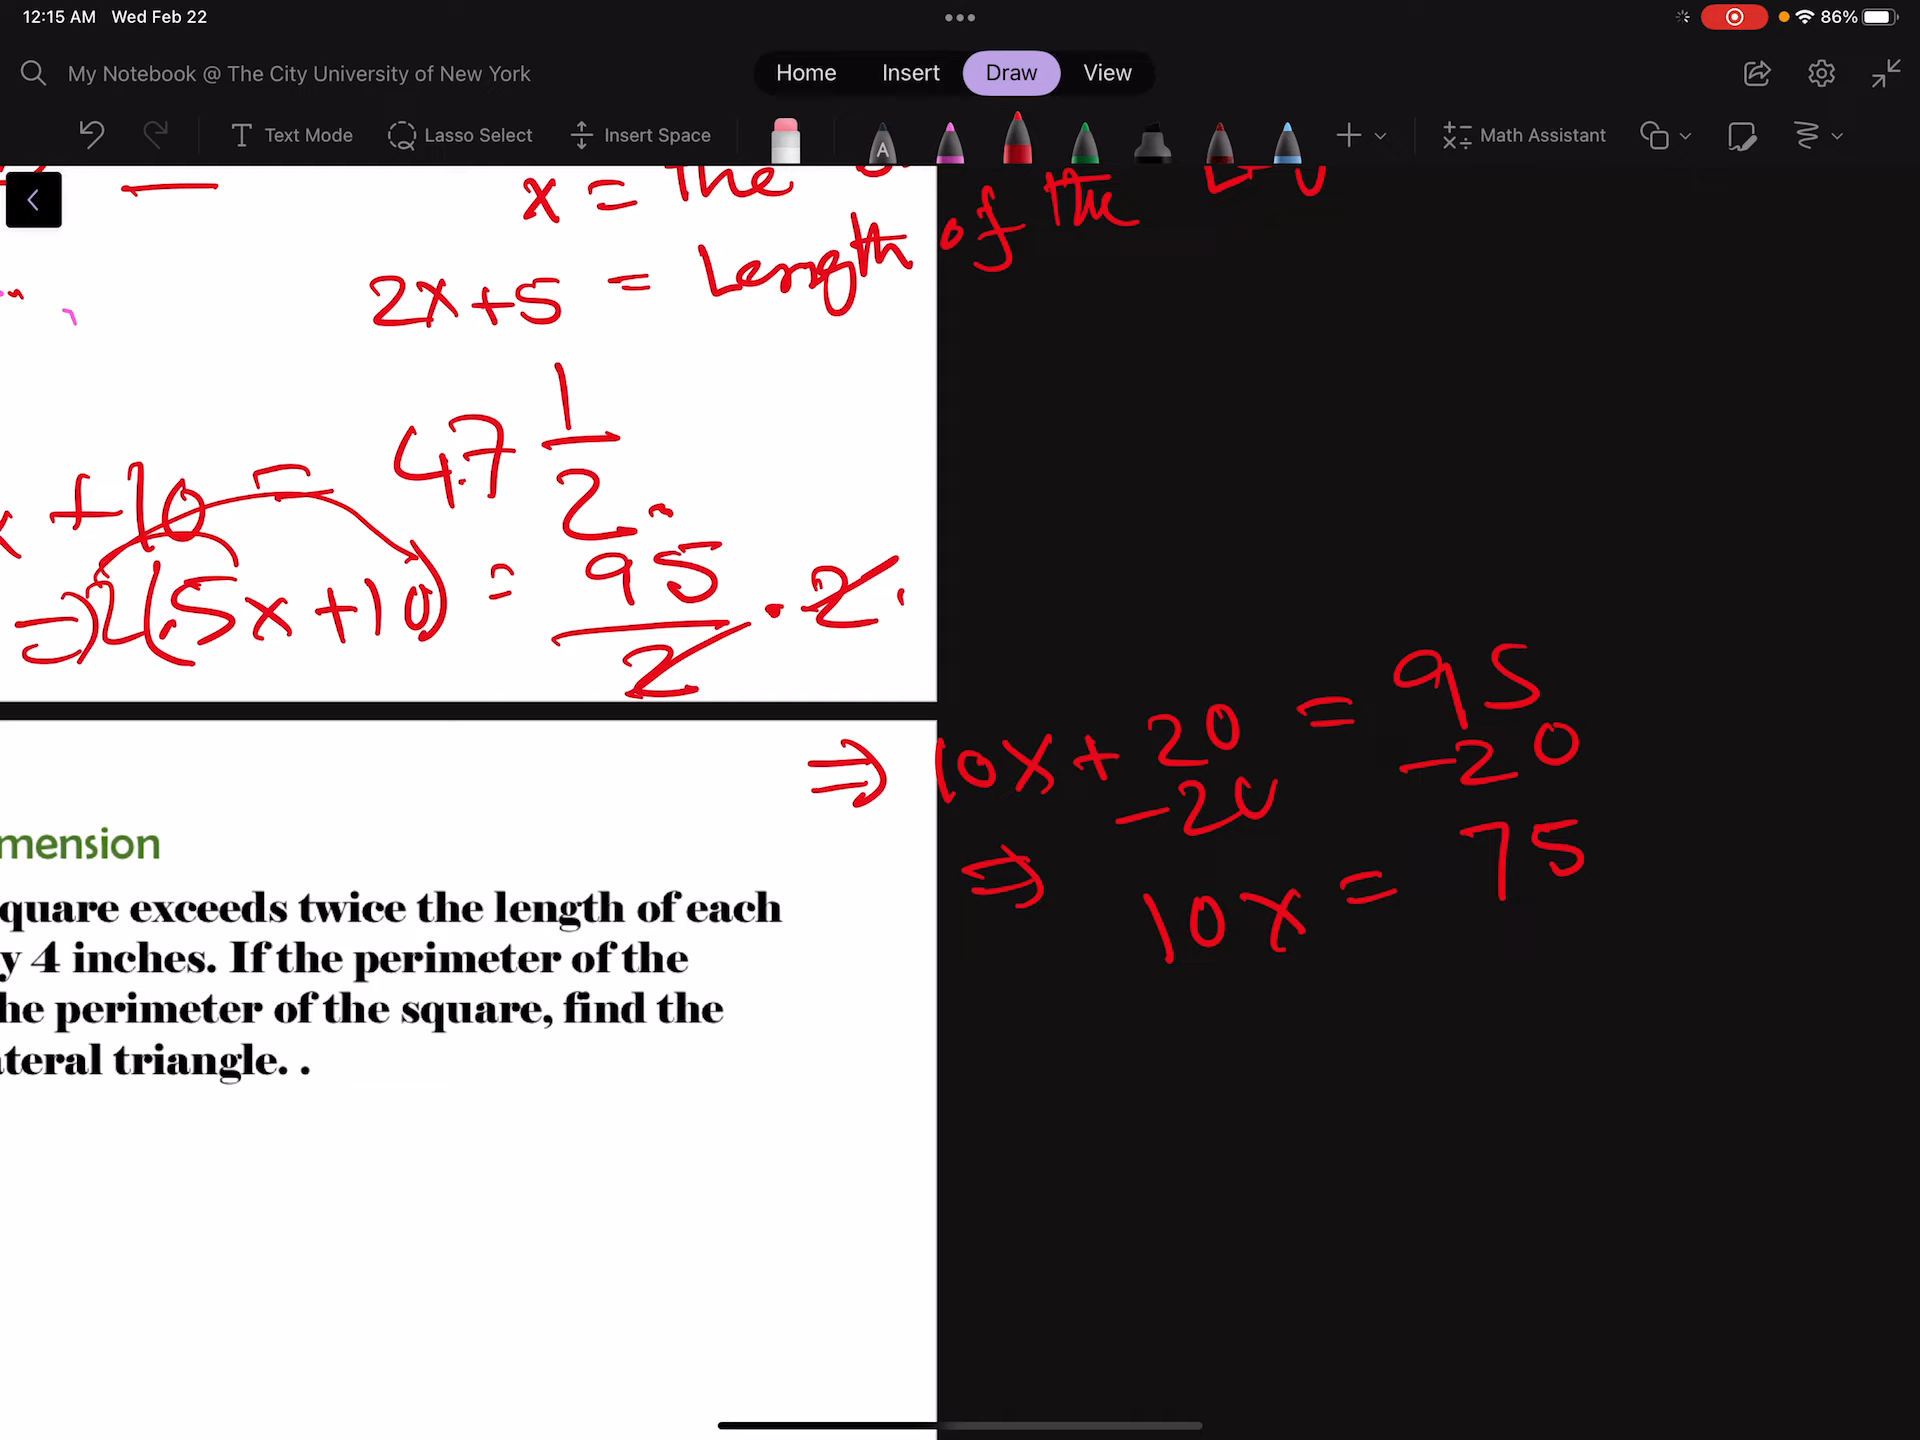 12:15 AM Wed Feb 22
86%
My Notebook @ The City University of New York
Home Insert Draw View
Text Mode Lasso Select Insert Space A Math Assistant
x = The
2x+5 = Length of the
+10 = 47 1/2
⇒ 2(5x+10) = 95/2 · 2
⇒ 10x + 20 = 95
-20 -20
⇒ 10x = 75
mension
quare exceeds twice the length of each
y 4 inches. If the perimeter of the
he perimeter of the square, find the
teral triangle. .